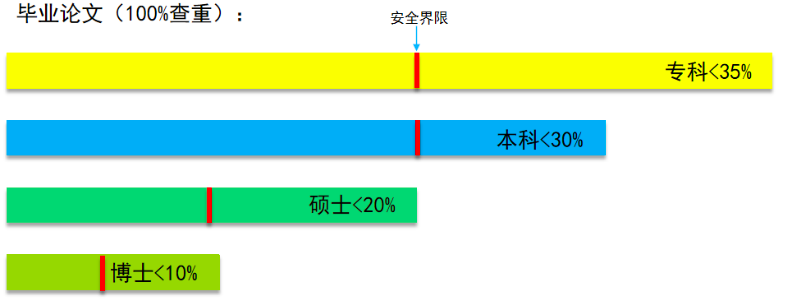 毕业论文（100%查重）：
安全界限
专科<35%
本科<30%
硕士<20%
博士<10%